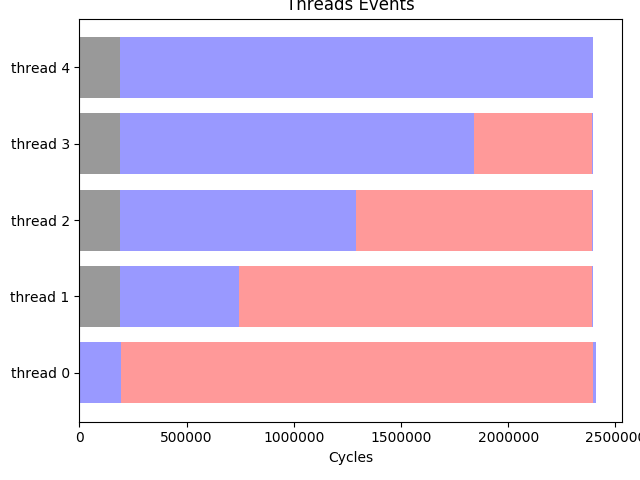 Threads Events
thread 4
thread 3
thread 2
thread 1
thread 0
0 500000 1000000 1500000 2000000 2500000
Cycles